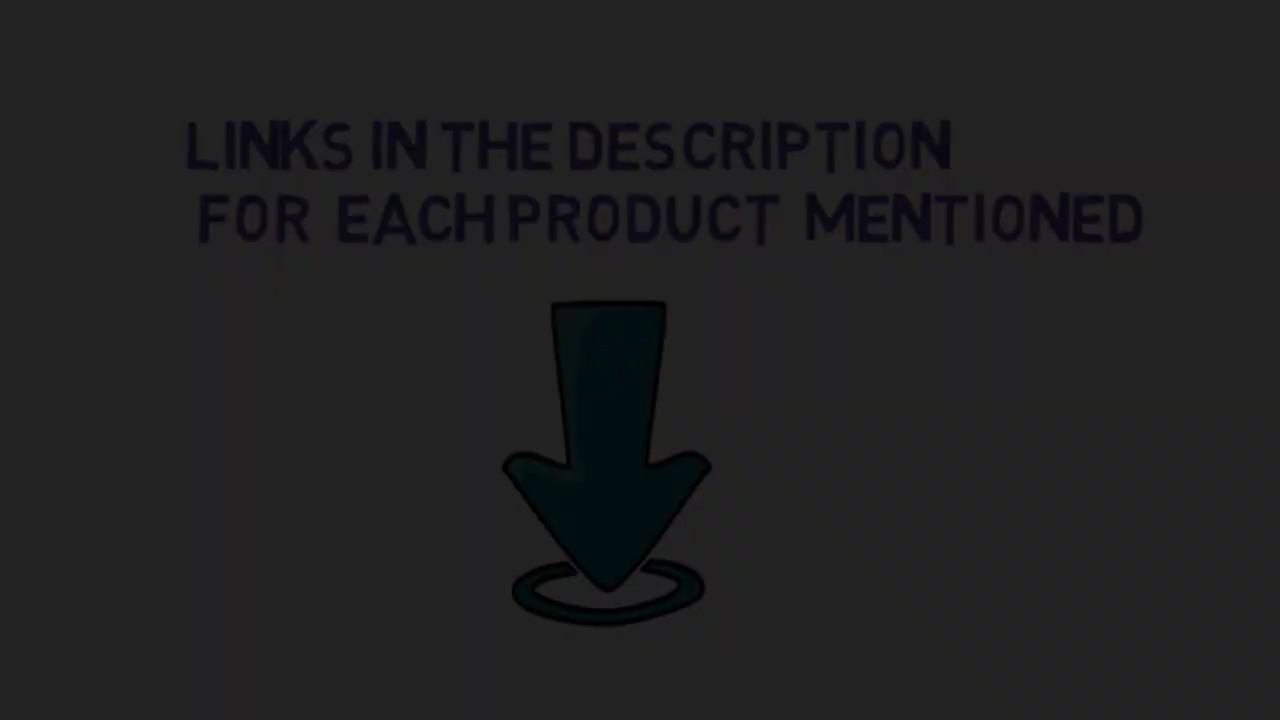 LINKS IN THE DESCRIPTION
FOR EACH PRODUCT MENTIONED